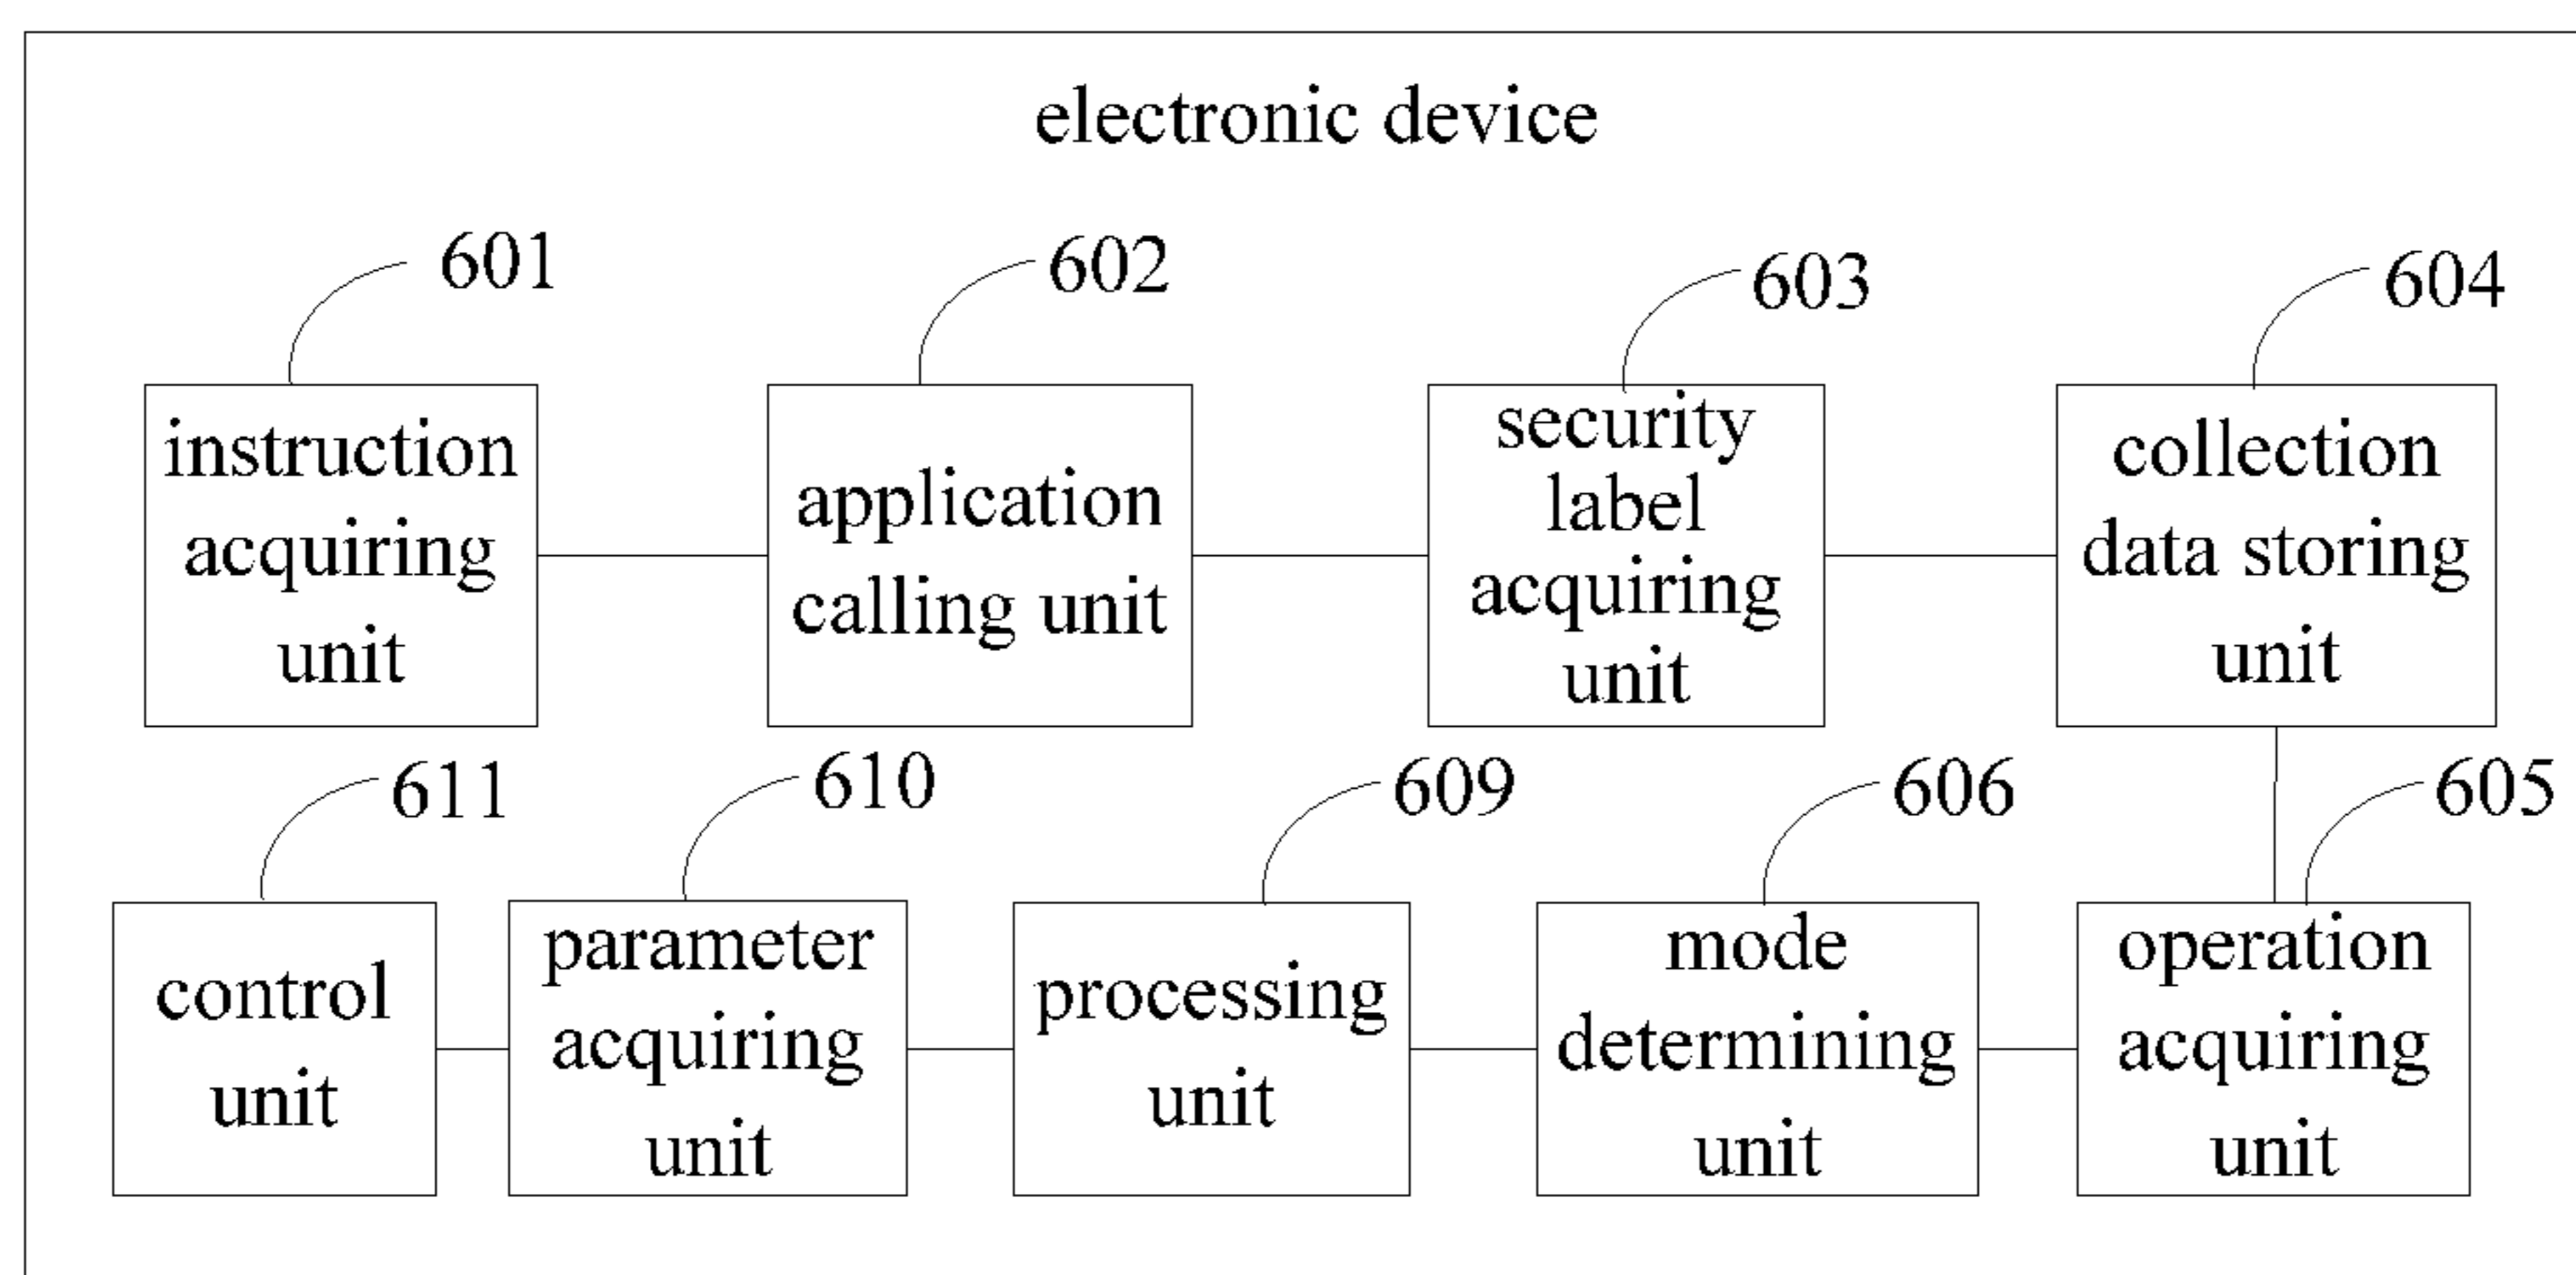 electronic device
601
602
603
604
instruction
acquiring
unit
application
calling unit
security
label
acquiring
unit
collection
data storing
unit
611
610
609
606
605
control
unit
parameter
acquiring
unit
processing
unit
mode
determining
unit
operation
acquiring
unit